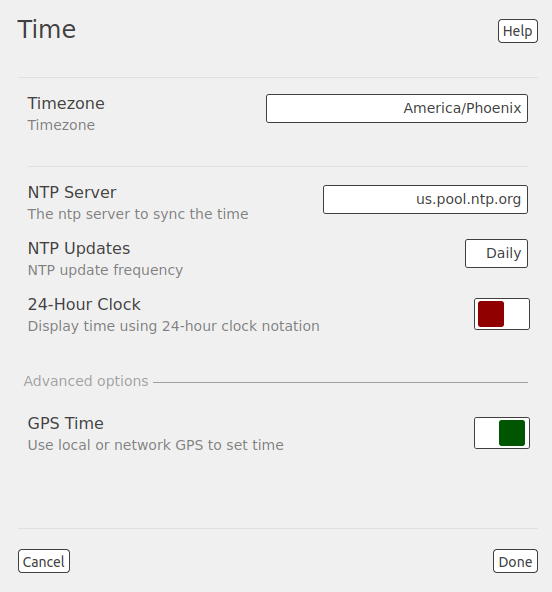 Time
Help
Timezone
America/Phoenix
Timezone
NTP Server
us.pool.ntp.org
The ntp server to sync the time
NTP Updates
Daily
NTP update frequency
24-Hour Clock
Display time using 24-hour clock notation
Advanced options
GPS Time
Use local or network GPS to set time
Cancel
Done